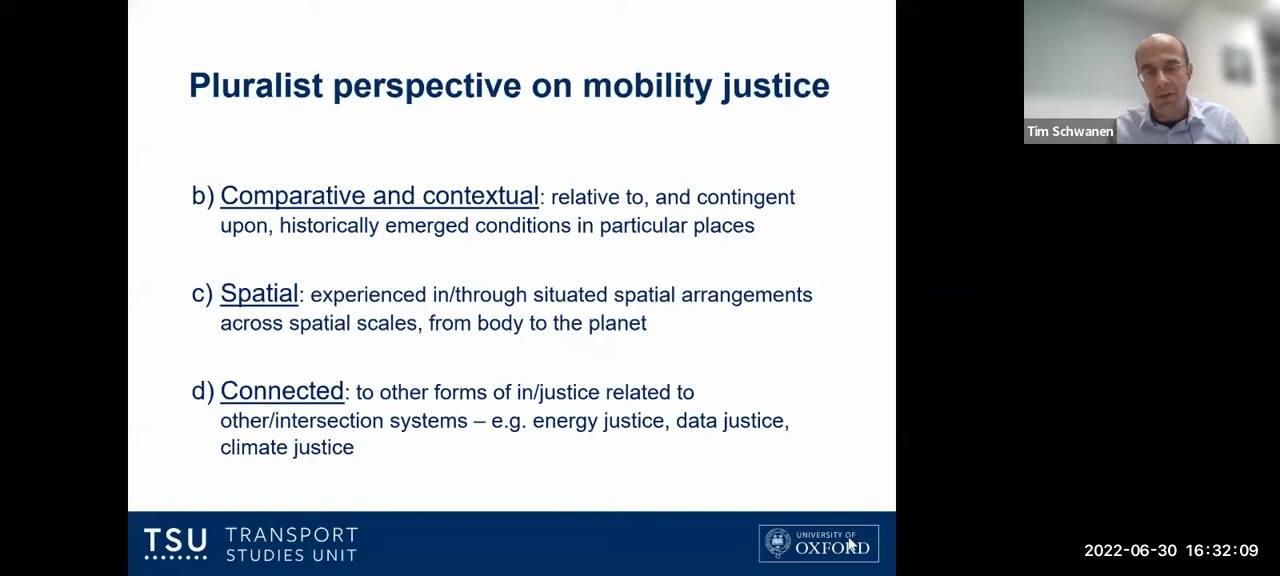 Pluralist perspective on mobility justice
Tim Schwanen
b) Comparative and contextual: relative to, and contingent
upon, historically emerged conditions in particular places
c) Spatial: experienced in/through situated spatial arrangements
across spatial scales, from body to the planet
d) Connected: to other forms of in/justice related to
other/intersection systems – e.g. energy justice, data justice,
climate justice
TSU TRANSPORT
STUDIES UNIT
UNIVERSITY OF
OXFORD
2022-06-30 16:32:09